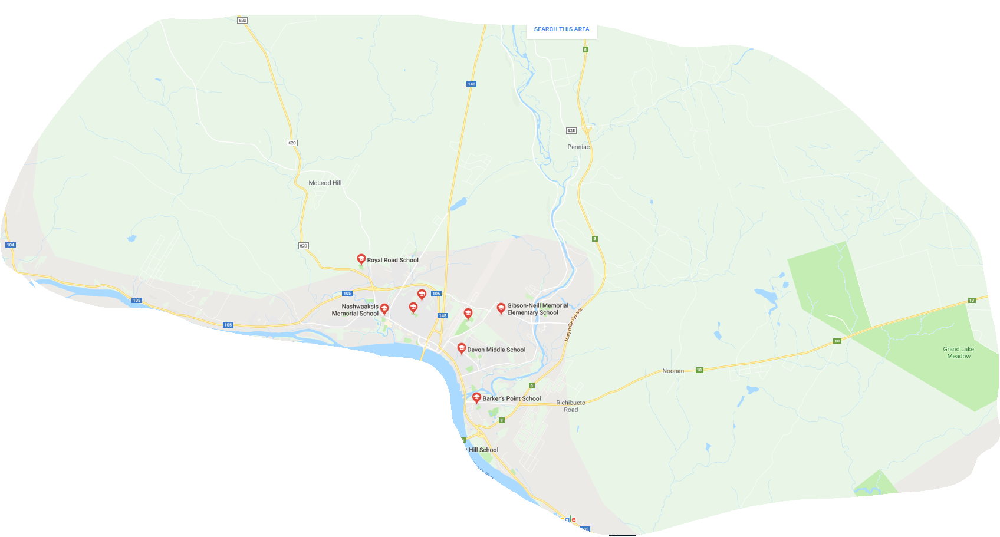 620
SEARCH THIS AREA
8
148
628
620
Penniac
McLeod Hill
8
104
620
Royal Road School
105
105
105
10
Nashwaaksis
Memorial School
Gibson-Neill Memorial
Elementary School
148
Marysville Bypass
105
10
Devon Middle School
Grand Lake
Meadow
Noonan
10
8
Barker's Point School
Richibucto
Road
8
Hill School
105